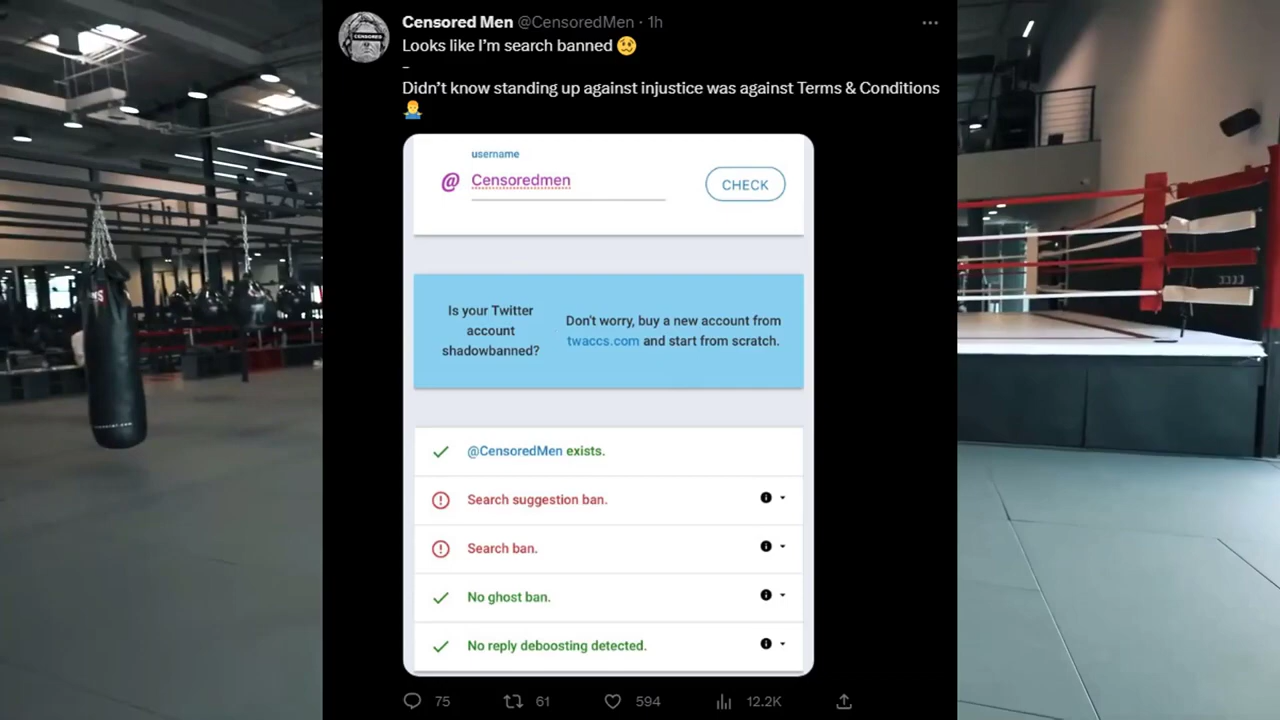 Censored Men @CensoredMen · 1h
Looks like I’m search banned 🥴
–
Didn’t know standing up against injustice was against Terms & Conditions
🤷‍♂️
username
@ Censoredmen
CHECK
Is your Twitter
account
shadowbanned?
Don't worry, buy a new account from
twaccs.com and start from scratch.
@CensoredMen exists.
Search suggestion ban.
Search ban.
No ghost ban.
No reply deboosting detected.
75 61 594 12.2K